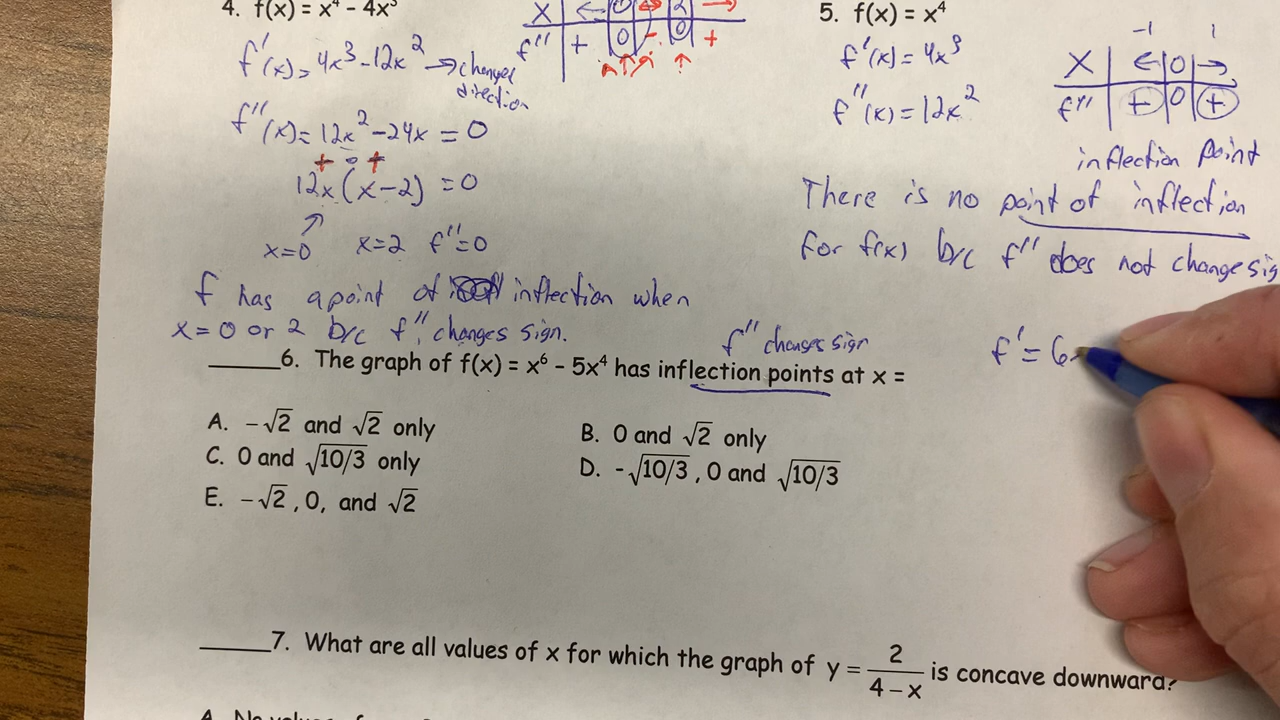 4. f(x) = x⁴ - 4x³
f'(x) = 4x³ - 12x² → changes direction
f''(x) = 12x² - 24x = 0
+ 0 +
12x(x-2) = 0
x=0 x=2 f''=0
f has a point of inflection when
x=0 or 2 b/c f'' changes sign.
X ← 0 ↔ 2 →
f'' + 0 - 0 +
5. f(x) = x⁴
f'(x) = 4x³
f''(x) = 12x²
-1 1
X ← 0 →
f'' + 0 +
inflection point
There is no point of inflection
for f(x) b/c f'' does not change sig
f'' changes sign
f' = 6
_____6. The graph of f(x) = x⁶ - 5x⁴ has inflection points at x =
A. -√2 and √2 only
B. 0 and √2 only
C. 0 and √10/3 only
D. -√10/3, 0 and √10/3
E. -√2, 0, and √2
_____7. What are all values of x for which the graph of y = 2/(4-x) is concave downward?